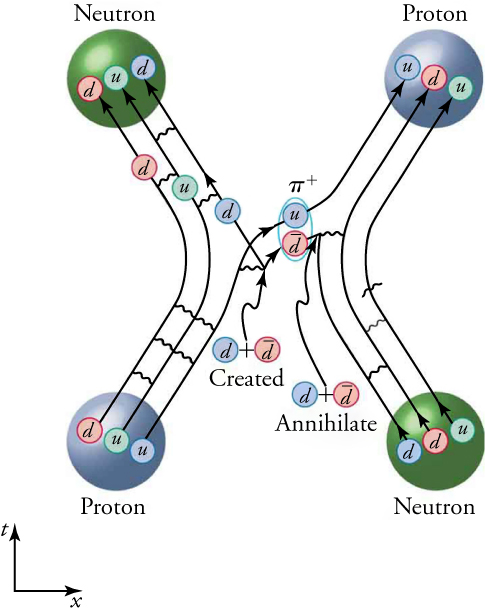 Neutron
Proton
d u d
u d u
d
u
d
π⁺
u
d̄
d + d̄
Created
d + d̄
Annihilate
d u u
d d u
Proton
Neutron
t
x